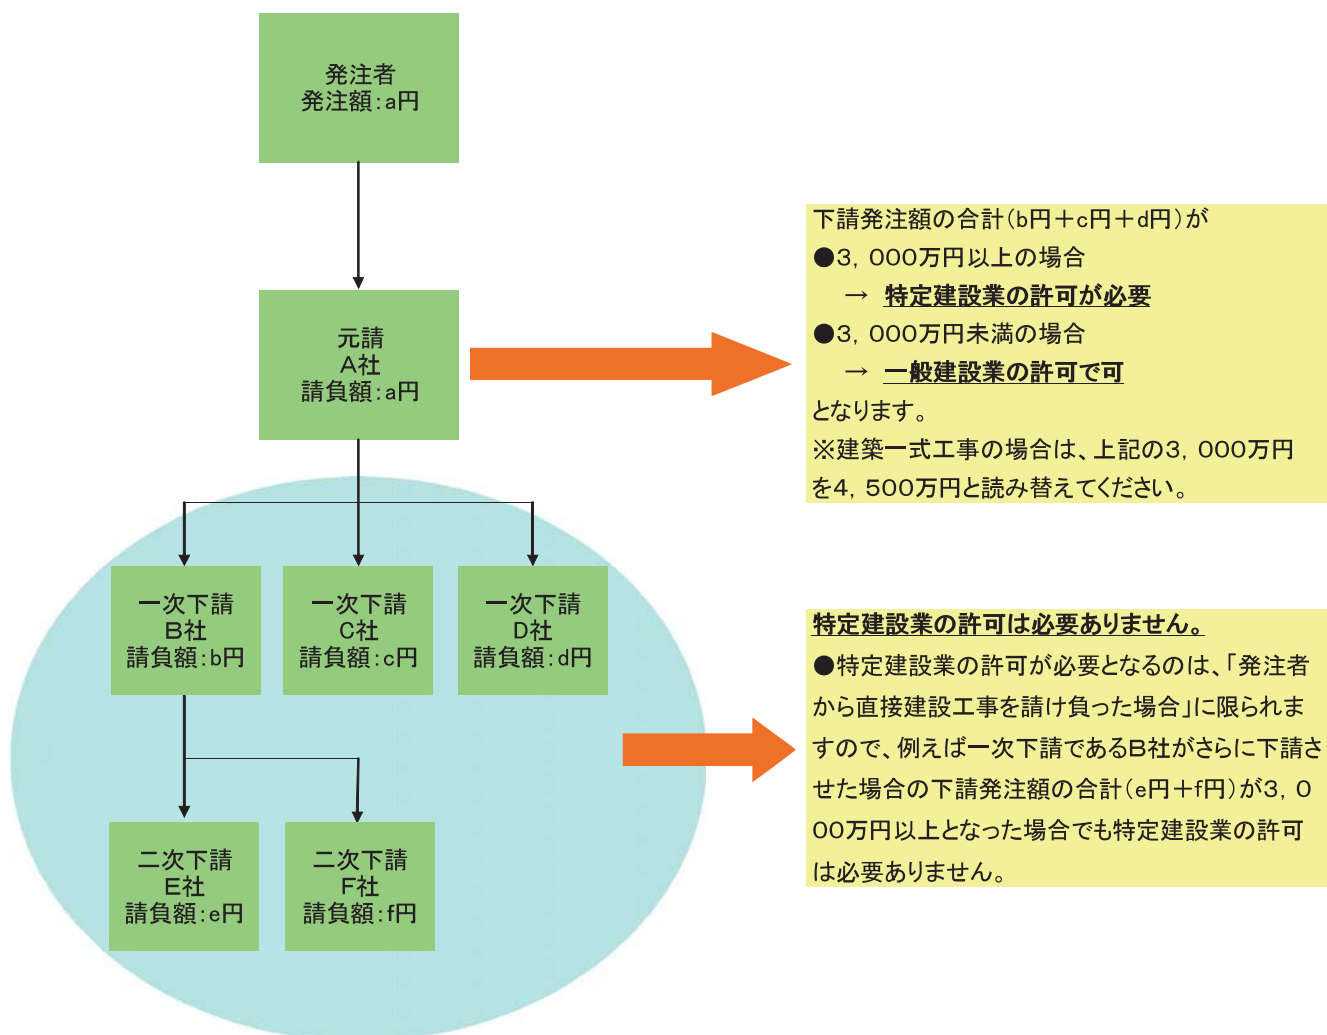 発注者
発注額：a円
元請
A社
請負額：a円
下請発注額の合計（b円＋c円＋d円）が
●3，000万円以上の場合
→ 特定建設業の許可が必要
●3，000万円未満の場合
→ 一般建設業の許可で可
となります。
※建築一式工事の場合は、上記の3，000万円
を4，500万円と読み替えてください。
一次下請
B社
請負額：b円
一次下請
C社
請負額：c円
一次下請
D社
請負額：d円
特定建設業の許可は必要ありません。
●特定建設業の許可が必要となるのは、「発注者
から直接建設工事を請け負った場合」に限られま
すので、例えば一次下請であるB社がさらに下請さ
せた場合の下請発注額の合計（e円＋f円）が3，0
00万円以上となった場合でも特定建設業の許可
は必要ありません。
二次下請
E社
請負額：e円
二次下請
F社
請負額：f円